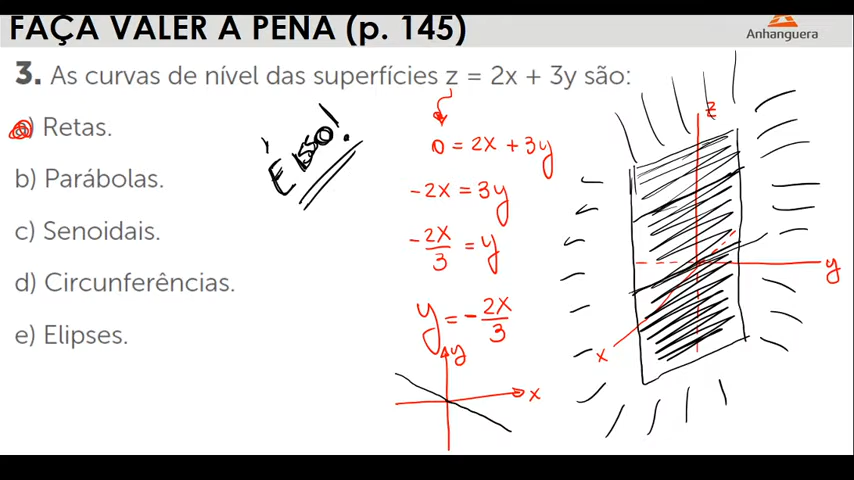 FAÇA VALER A PENA (p. 145)
Anhanguera
3. As curvas de nível das superfícies z = 2x + 3y são:
a) Retas.
b) Parábolas.
c) Senoidais.
d) Circunferências.
e) Elipses.
É ISSO!
0 = 2x + 3y
-2x = 3y
-2x/3 = y
y = -2x/3
y
x
z
y
x